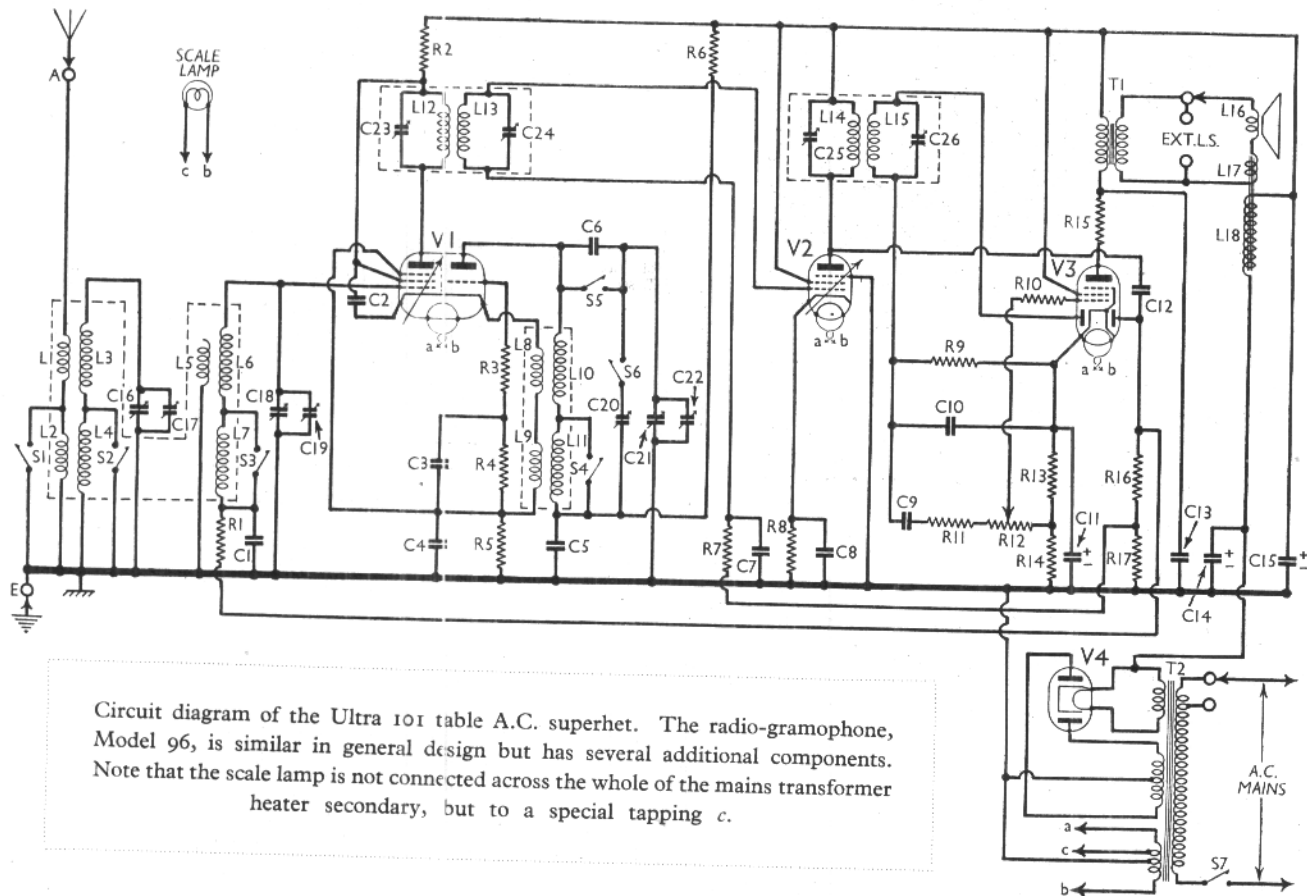 SCALE
LAMP
A
c b
R2
R6
L12
L13
C23
C24
L14
L15
C25
C26
T1
L16
EXT.L.S.
L17
L18
R15
V1
C6
S5
V2
V3
R10
C12
C2
a b
a b
a b
R3
L8
L10
S6
R9
L1
L3
L5
L6
C16
C17
C18
C19
C20
C22
C21
C10
L2
L4
L7
S1
S2
S3
C3
R4
L9
L11
S4
R13
R16
R1
C1
C4
R5
C5
R7
C7
R8
C8
C9
R11
R12
R14
C11
+
–
R17
C13
+
–
C14
C15
+
–
E
V4
T2
A.C.
MAINS
a
c
b
S7
Circuit diagram of the Ultra 101 table A.C. superhet. The radio-gramophone,
Model 96, is similar in general design but has several additional components.
Note that the scale lamp is not connected across the whole of the mains transformer
heater secondary, but to a special tapping c.